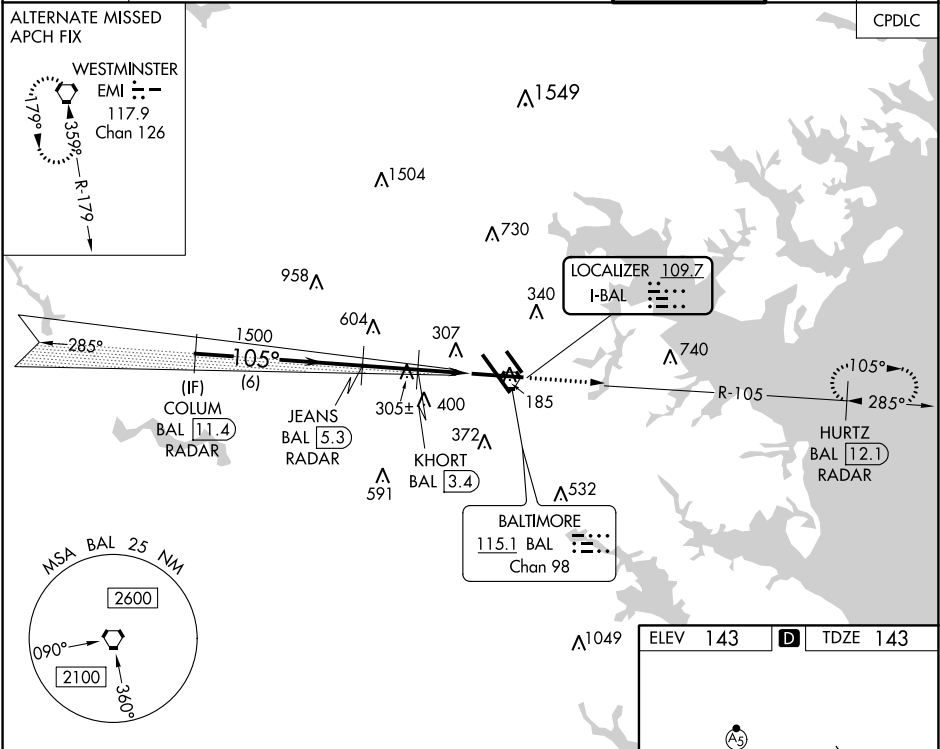 ALTERNATE MISSED
APCH FIX
WESTMINSTER
EMI
117.9
Chan 126
179°
359°
R-179
CPDLC
1549
1504
730
958
604
307
340
740
LOCALIZER 109.7
I-BAL
285°
1500
105°
(6)
(IF)
COLUM
BAL 11.4
RADAR
JEANS
BAL 5.3
RADAR
305±
400
KHORT
BAL 3.4
372
591
185
R-105
105°
285°
HURTZ
BAL 12.1
RADAR
532
BALTIMORE
115.1 BAL
Chan 98
MSA BAL 25 NM
2600
090°
2100
360°
1049
ELEV 143 D TDZE 143
A5